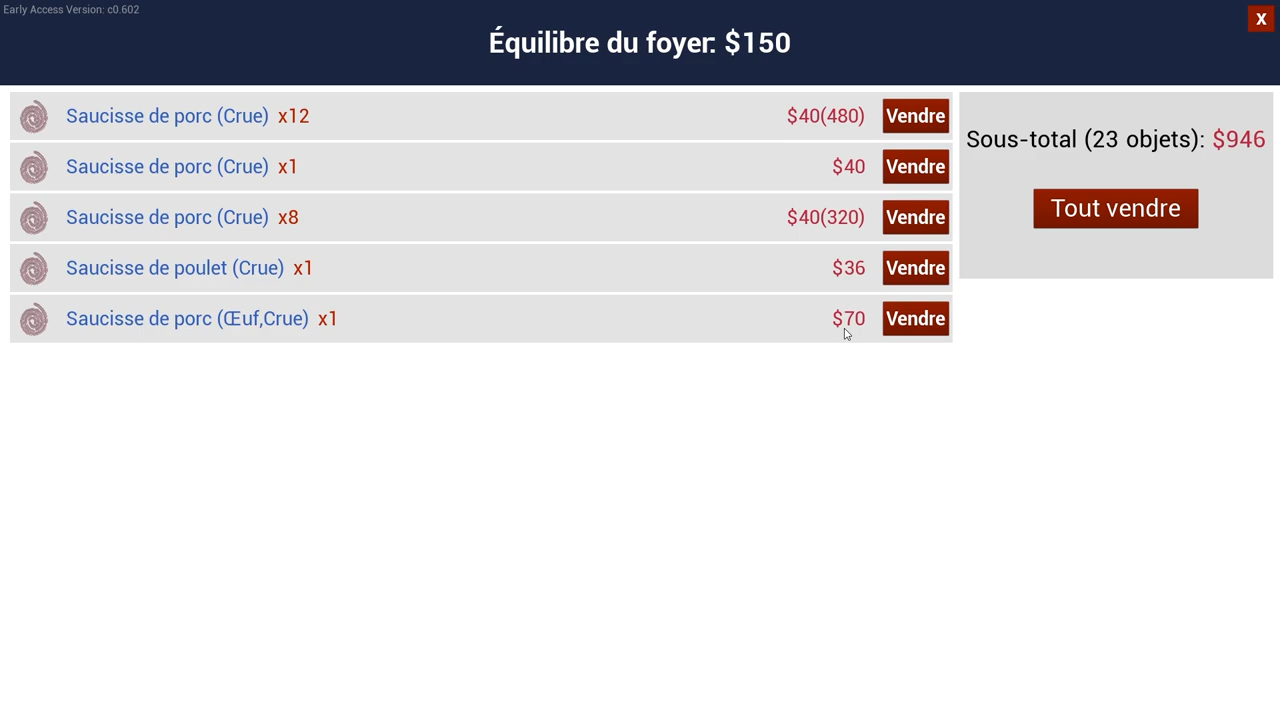 Early Access Version: c0.602
Équilibre du foyer: $150
X
Saucisse de porc (Crue) x12 $40(480) Vendre
Saucisse de porc (Crue) x1 $40 Vendre
Saucisse de porc (Crue) x8 $40(320) Vendre
Saucisse de poulet (Crue) x1 $36 Vendre
Saucisse de porc (Œuf,Crue) x1 $70 Vendre
Sous-total (23 objets): $946
Tout vendre